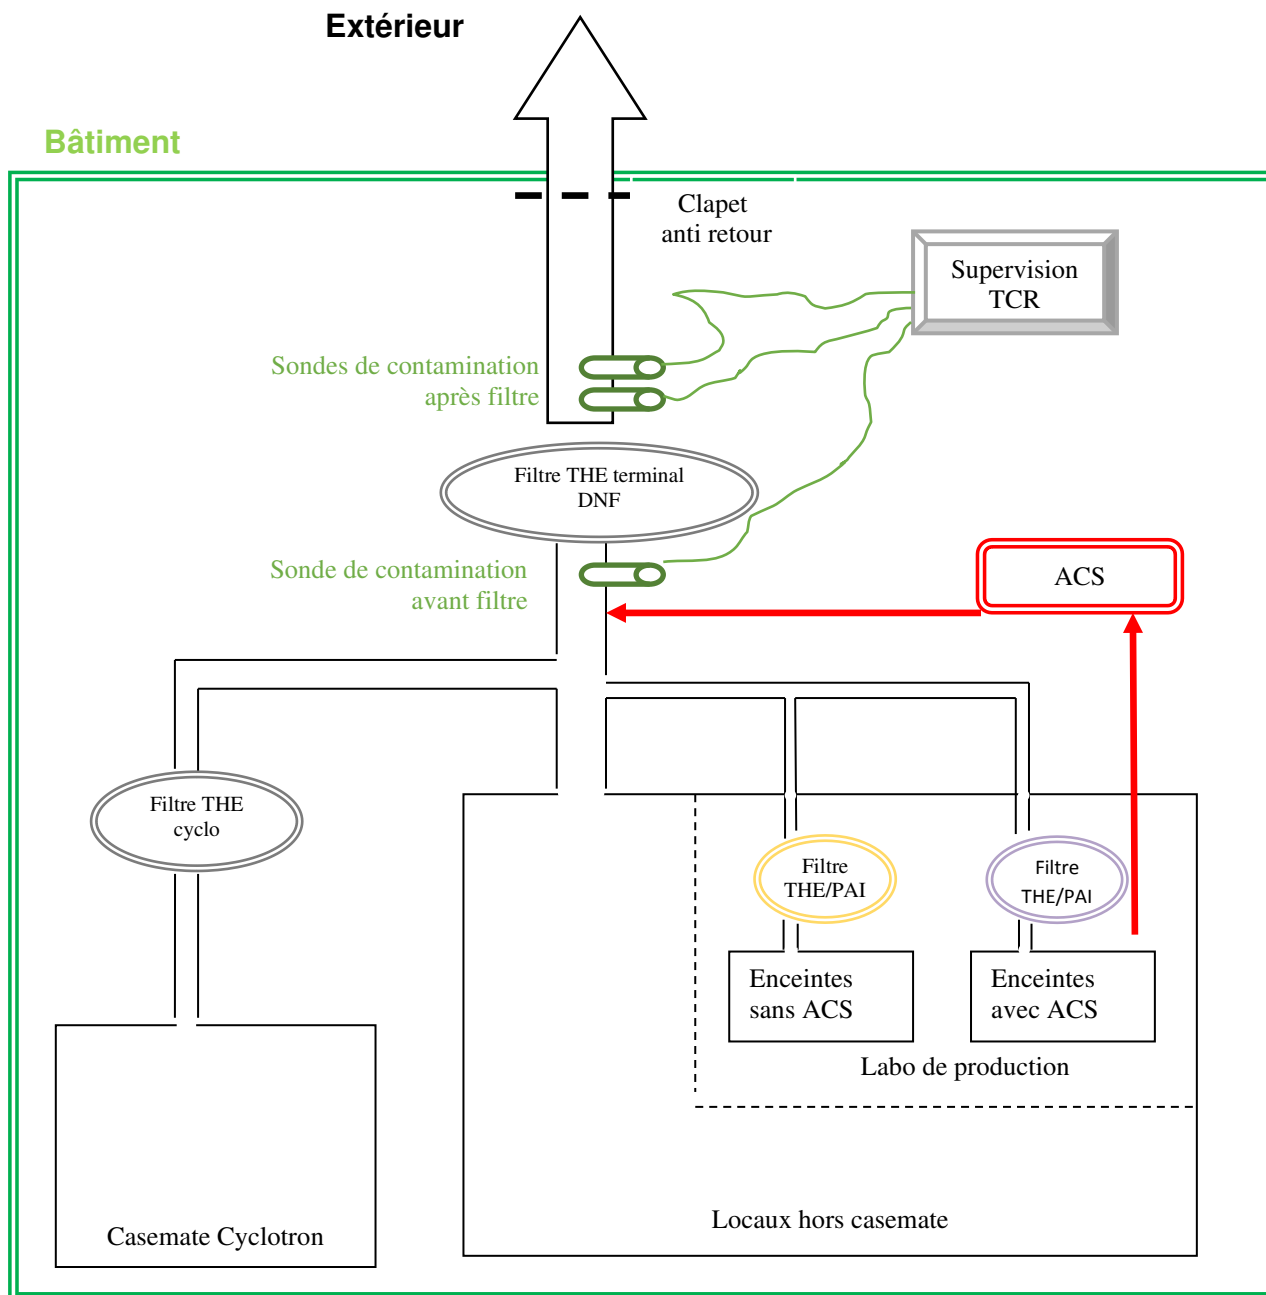 Extérieur
Bâtiment
Clapet
anti retour
Supervision
TCR
Sondes de contamination
après filtre
Filtre THE terminal
DNF
Sonde de contamination
avant filtre
ACS
Filtre THE
cyclo
Filtre
THE/PAI
Filtre
THE/PAI
Enceintes
sans ACS
Enceintes
avec ACS
Labo de production
Locaux hors casemate
Casemate Cyclotron